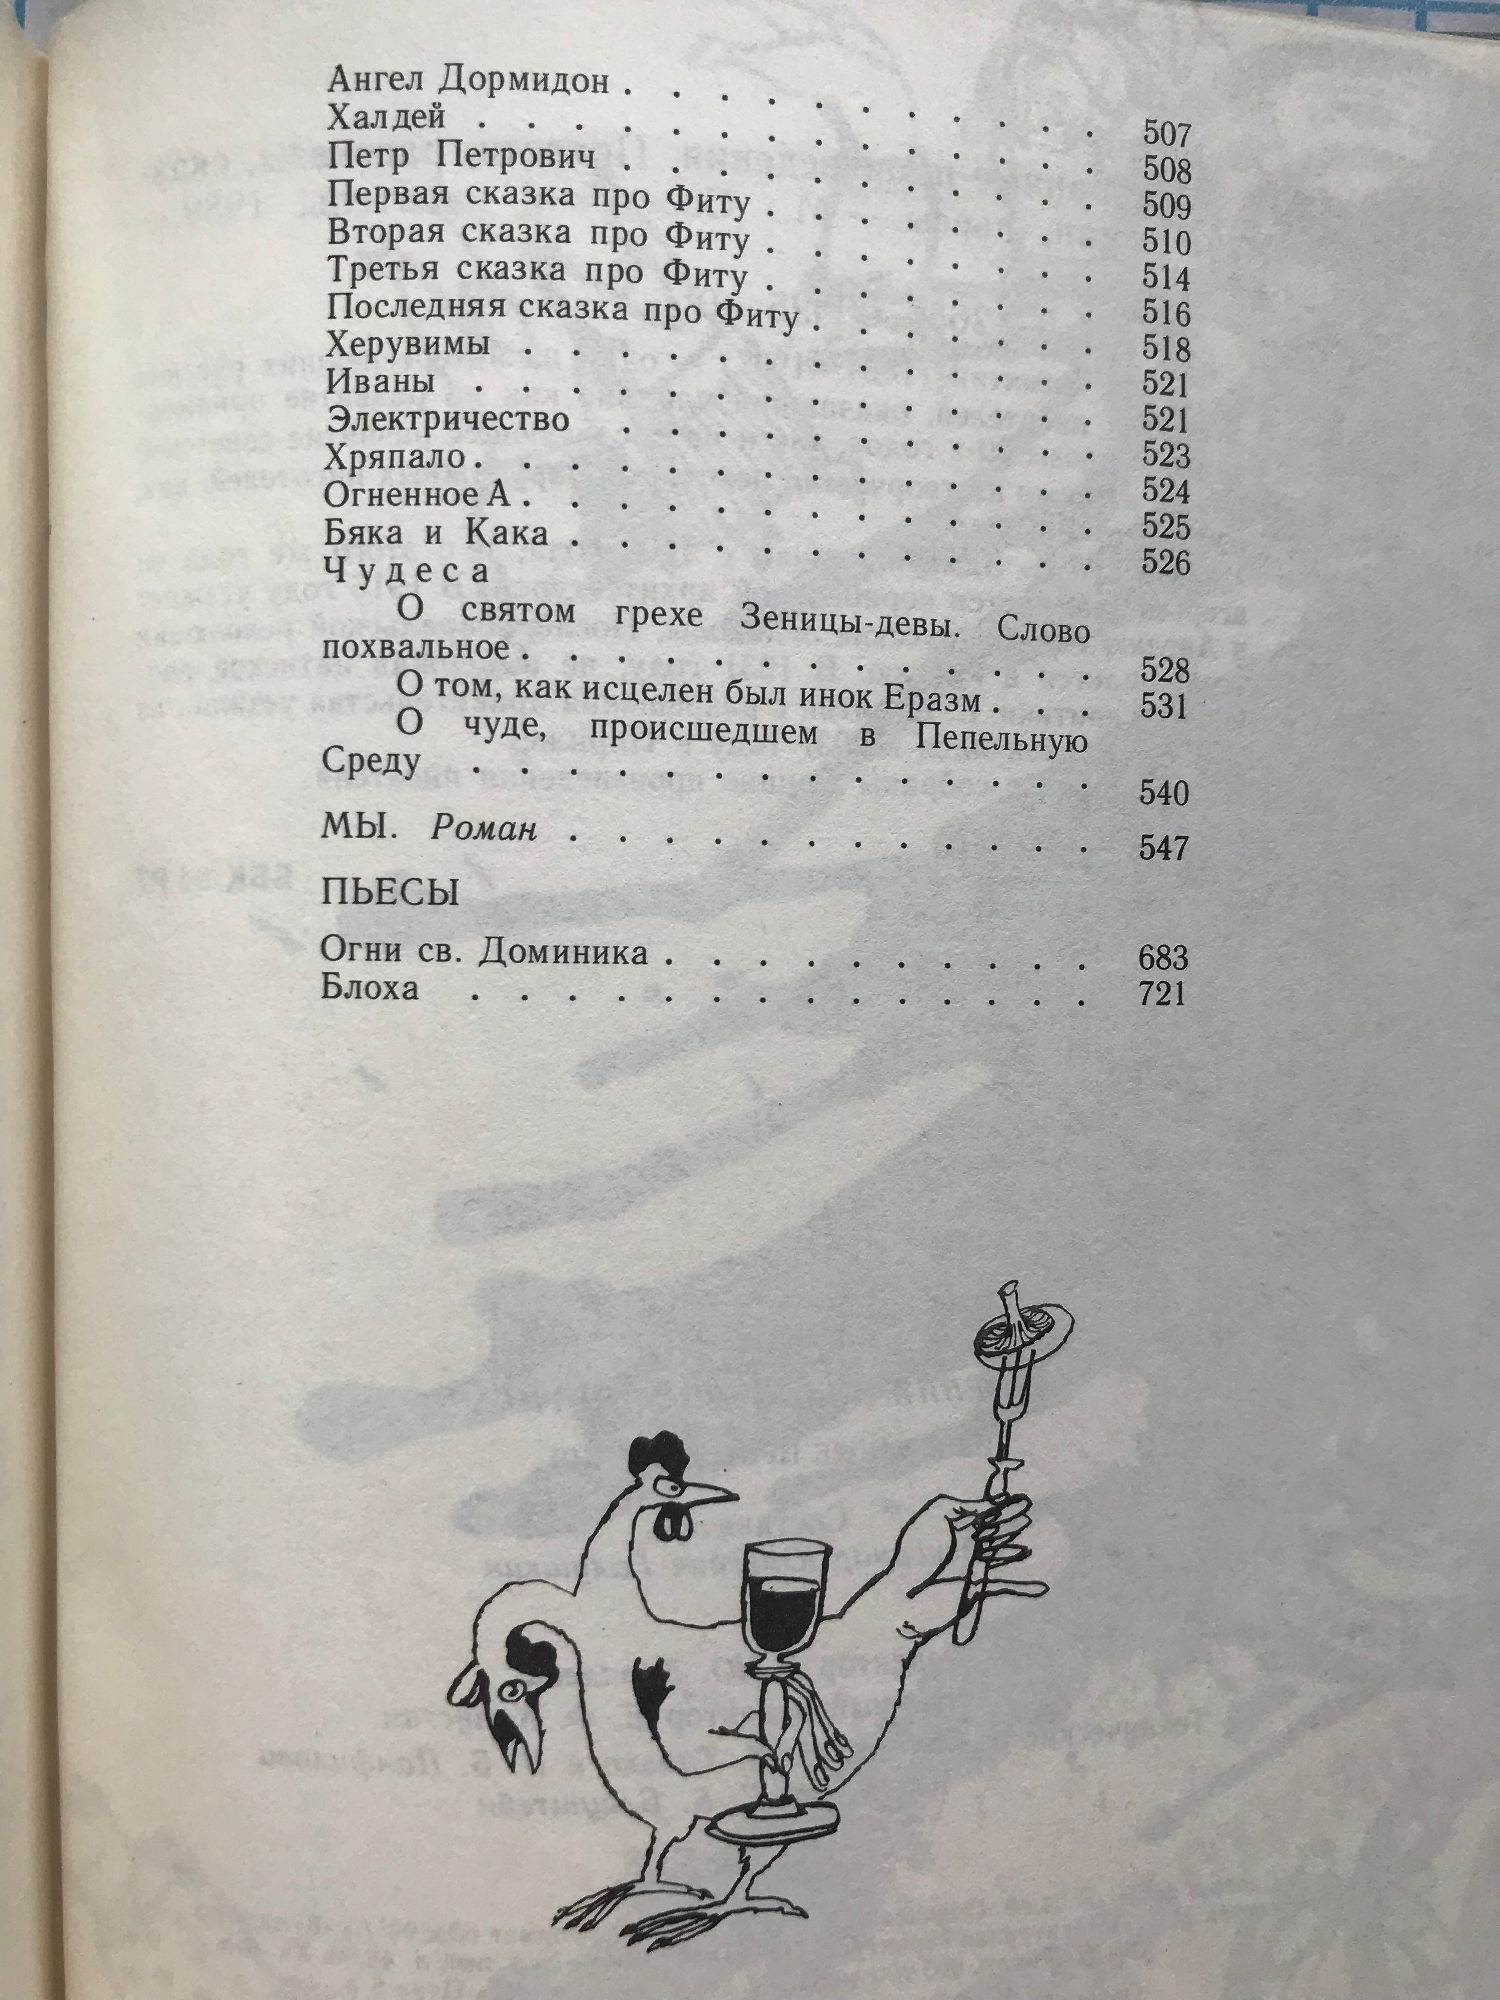 Ангел Дормидон . . . . . . . . . . 507
Халдей . . . . . . . . . . . . . 508
Петр Петрович . . . . . . . . . . 509
Первая сказка про Фиту . . . . . . . 510
Вторая сказка про Фиту . . . . . . . 514
Третья сказка про Фиту . . . . . . . 516
Последняя сказка про Фиту . . . . . . 518
Херувимы . . . . . . . . . . . . 521
Иваны . . . . . . . . . . . . . 521
Электричество . . . . . . . . . . 523
Хряпало . . . . . . . . . . . . . 524
Огненное А . . . . . . . . . . . . 525
Бяка и Кака . . . . . . . . . . . 526
Чудеса
О святом грехе Зеницы-девы. Слово
похвальное . . . . . . . . . . . . 528
О том, как исцелен был инок Еразм . . . 531
О чуде, происшедшем в Пепельную
Среду . . . . . . . . . . . . . 540
МЫ. Роман . . . . . . . . . . . 547
ПЬЕСЫ
Огни св. Доминика . . . . . . . . . 683
Блоха . . . . . . . . . . . . . 721